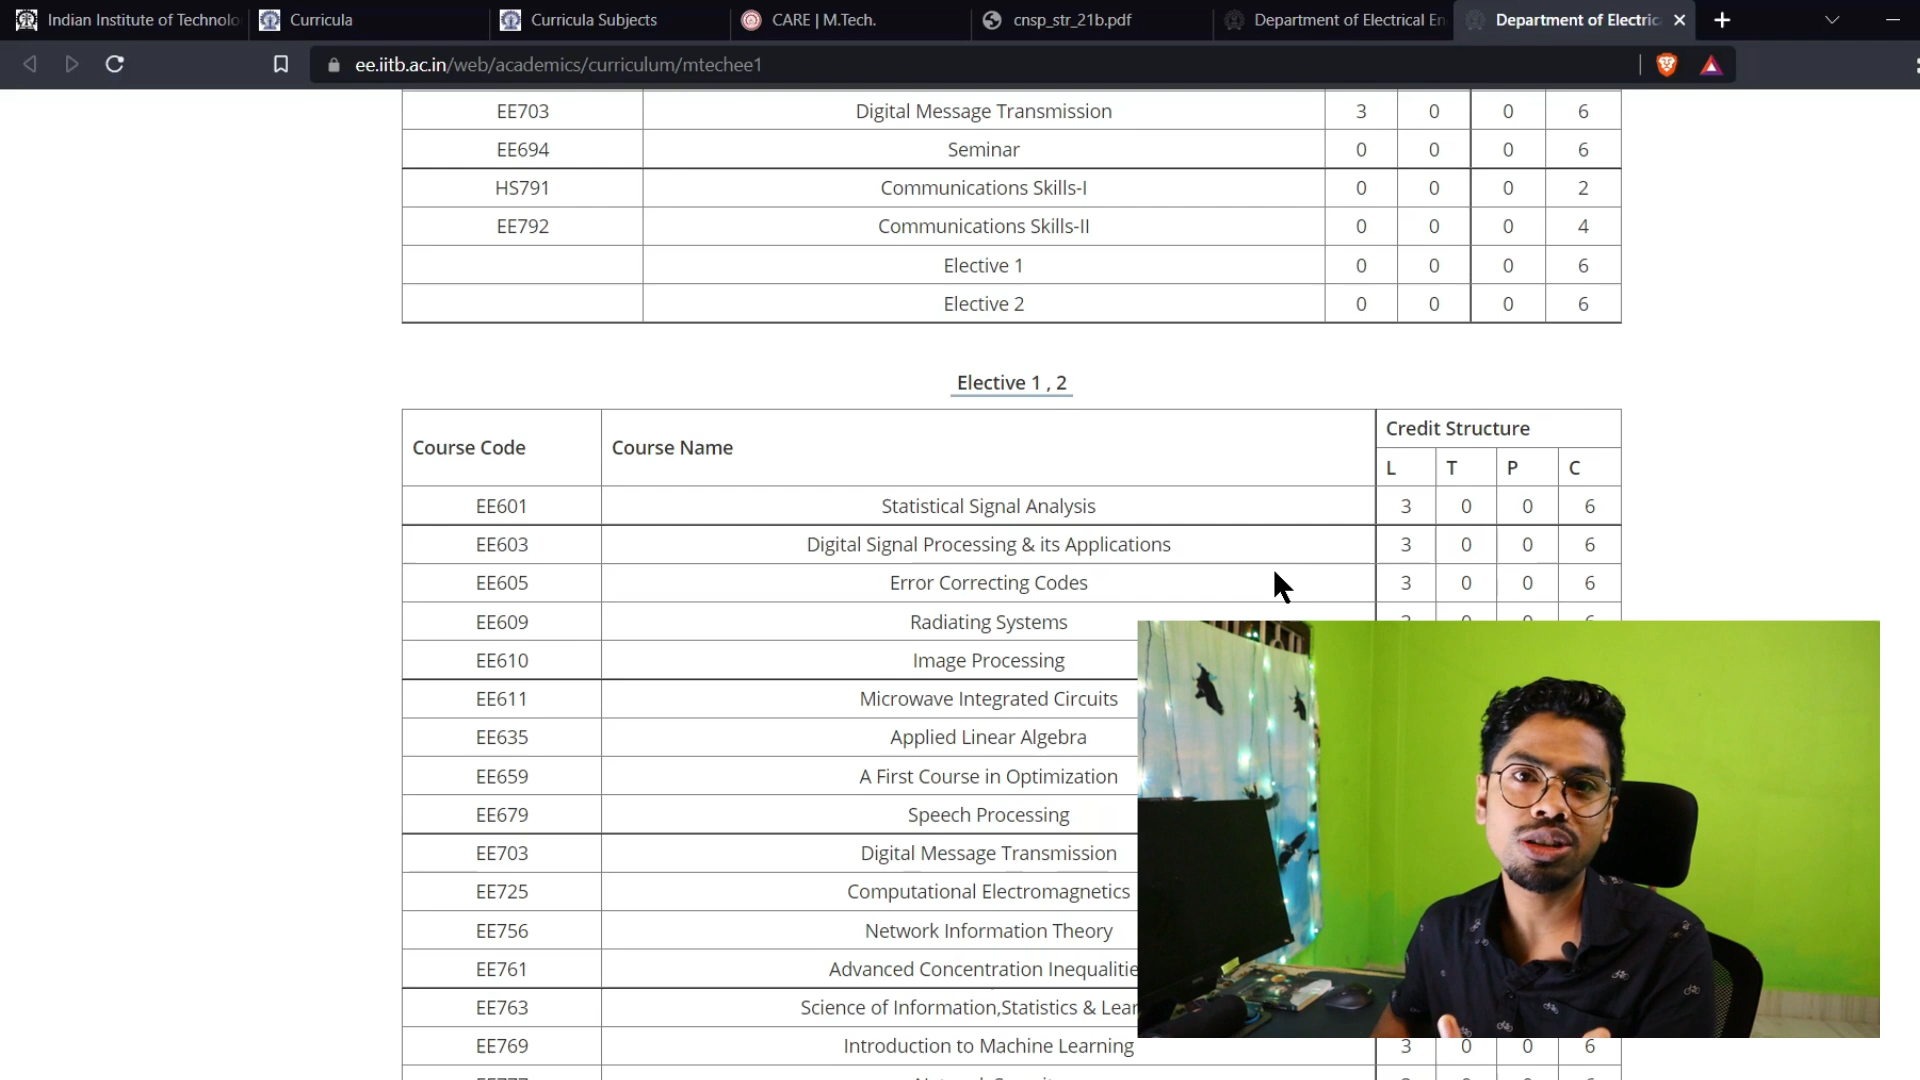 Indian Institute of Technolo
Curricula
Curricula Subjects
CARE | M.Tech.
cnsp_str_21b.pdf
Department of Electrical En
Department of Electric
ee.iitb.ac.in/web/academics/curriculum/mtechee1
EE703 Digital Message Transmission 3 0 0 6
EE694 Seminar 0 0 0 6
HS791 Communications Skills-I 0 0 0 2
EE792 Communications Skills-II 0 0 0 4
Elective 1 0 0 0 6
Elective 2 0 0 0 6
Elective 1 , 2
Course Code Course Name Credit Structure
L T P C
EE601 Statistical Signal Analysis 3 0 0 6
EE603 Digital Signal Processing & its Applications 3 0 0 6
EE605 Error Correcting Codes 3 0 0 6
EE609 Radiating Systems
EE610 Image Processing
EE611 Microwave Integrated Circuits
EE635 Applied Linear Algebra
EE659 A First Course in Optimization
EE679 Speech Processing
EE703 Digital Message Transmission
EE725 Computational Electromagnetics
EE756 Network Information Theory
EE761 Advanced Concentration Inequalitie
EE763 Science of Information,Statistics & Lear
EE769 Introduction to Machine Learning 3 0 0 6